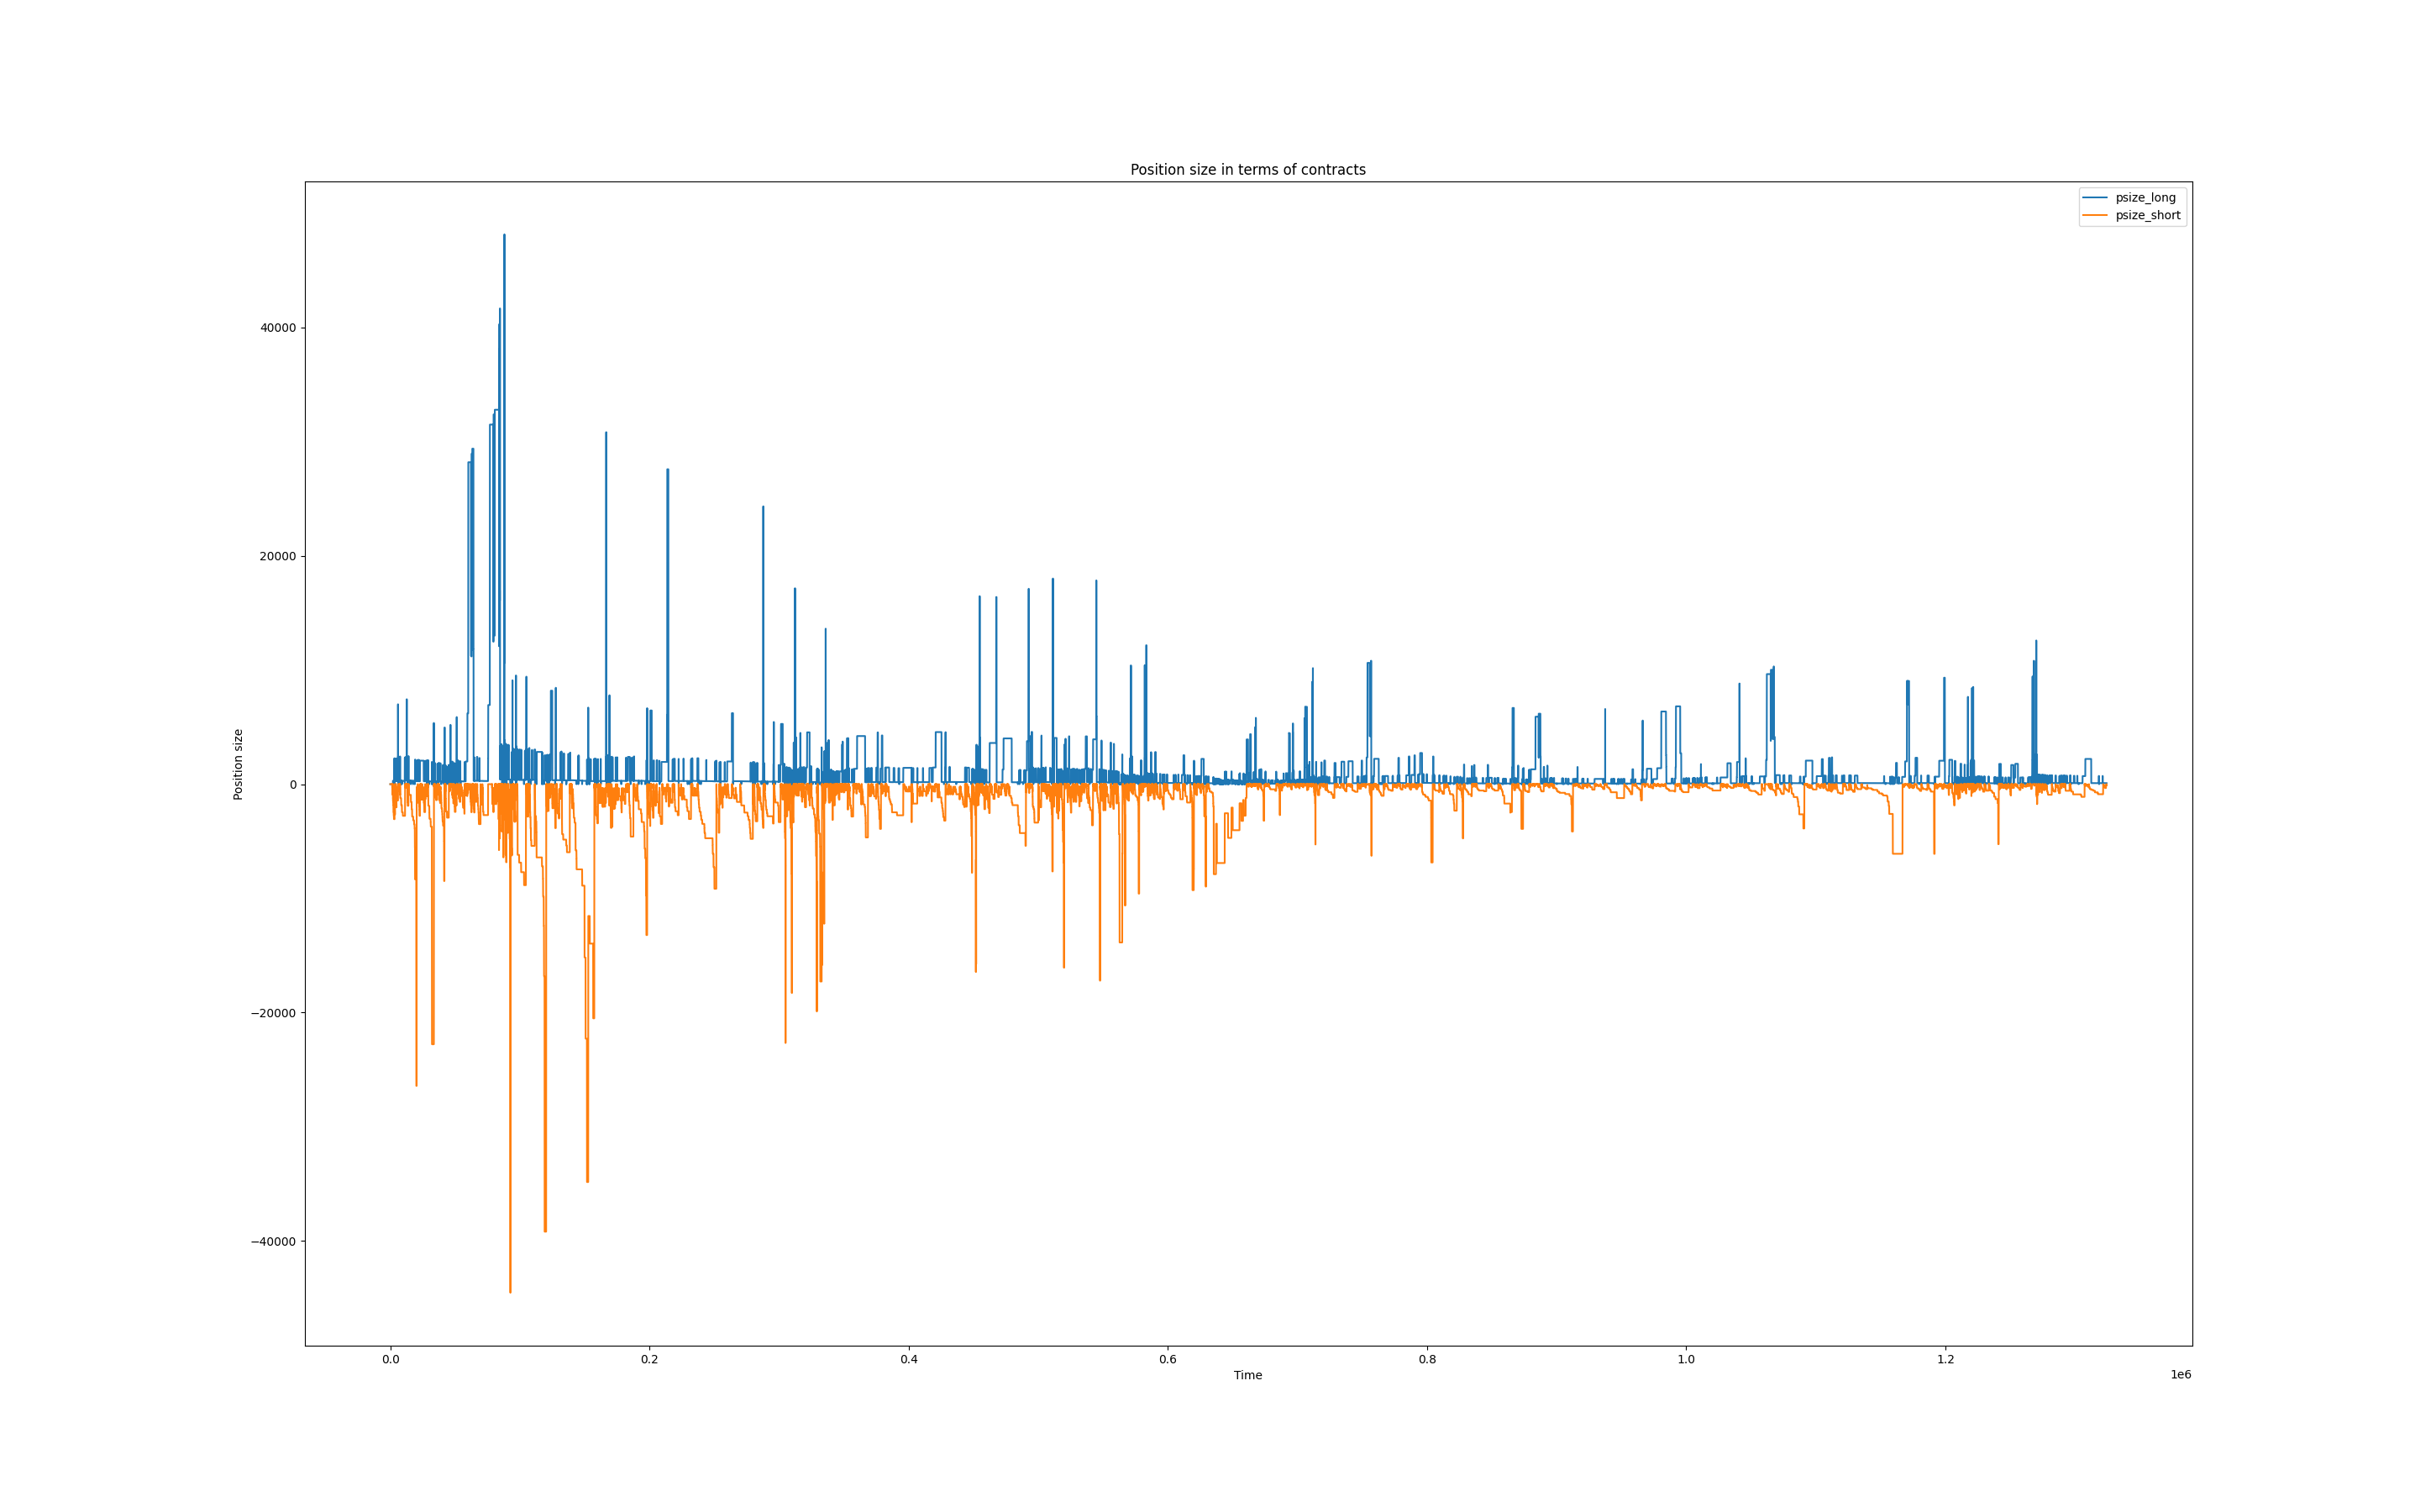 Position size in terms of contracts
psize_long
psize_short
40000
20000
0
−20000
−40000
Position size
0.0 0.2 0.4 0.6 0.8 1.0 1.2
Time
1e6